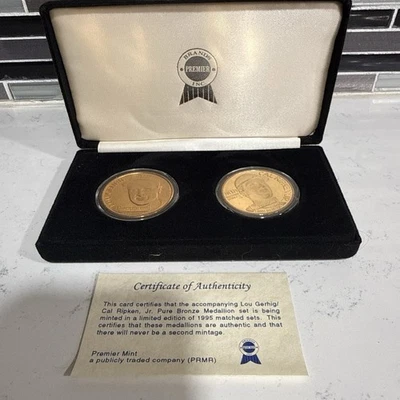 BRANDS
PREMIER
INC
Certificate of Authenticity
This card certifies that the accompanying Lou Gerhig/
Cal Ripken, Jr. Pure Bronze Medallion set is being
minted in a limited edition of 1995 matched sets. This
certifies that these medallions are authentic and that
there will never be a second mintage.
Premier Mint
a publicly traded company (PRMR)